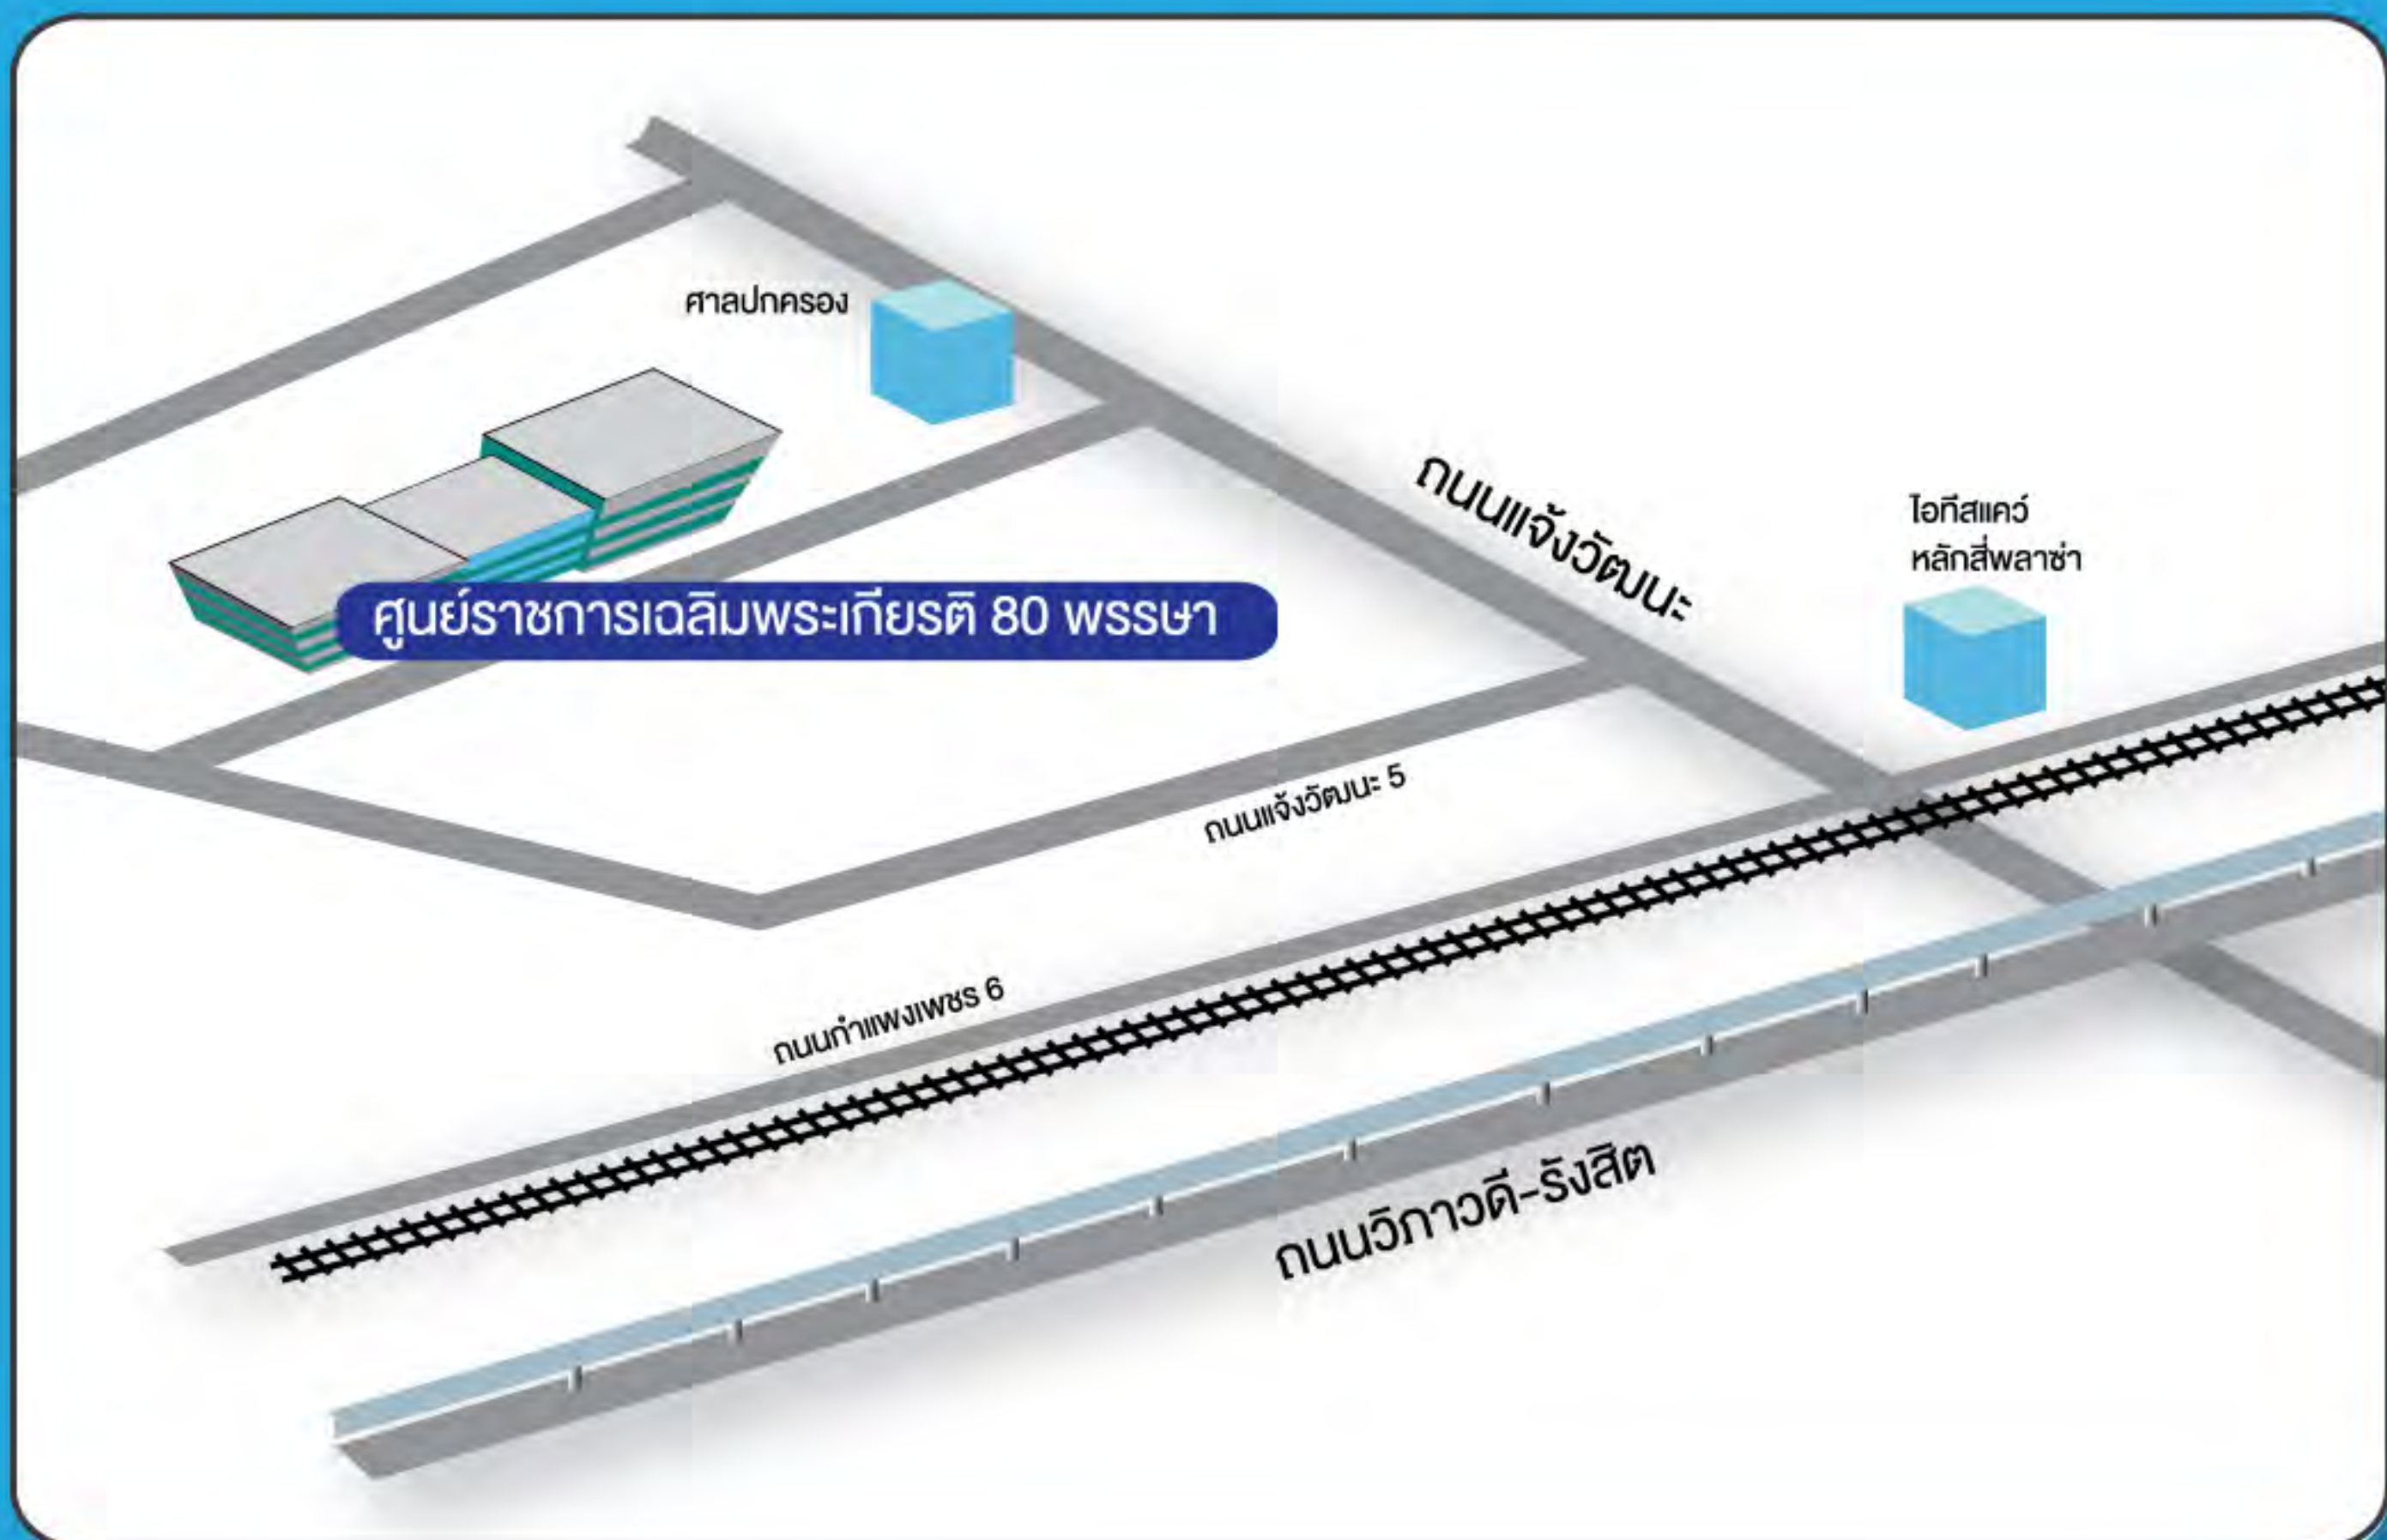 ศาลปกครอง
ถนนแจ้งวัฒนะ
ไอทีสแควร์
หลักสี่พลาซ่า
ศูนย์ราชการเฉลิมพระเกียรติ 80 พรรษา
ถนนแจ้งวัฒนะ 5
ถนนกำแพงเพชร 6
ถนนวิภาวดี-รังสิต